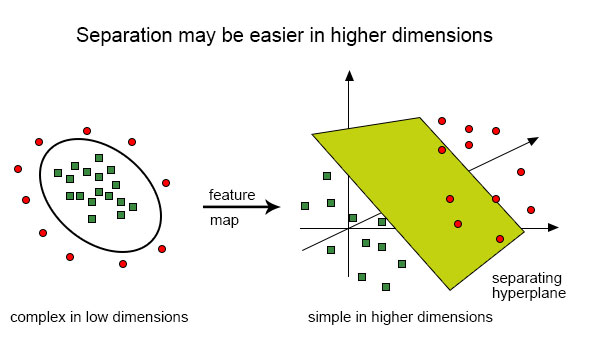 Separation may be easier in higher dimensions
feature
map
separating
hyperplane
complex in low dimensions
simple in higher dimensions